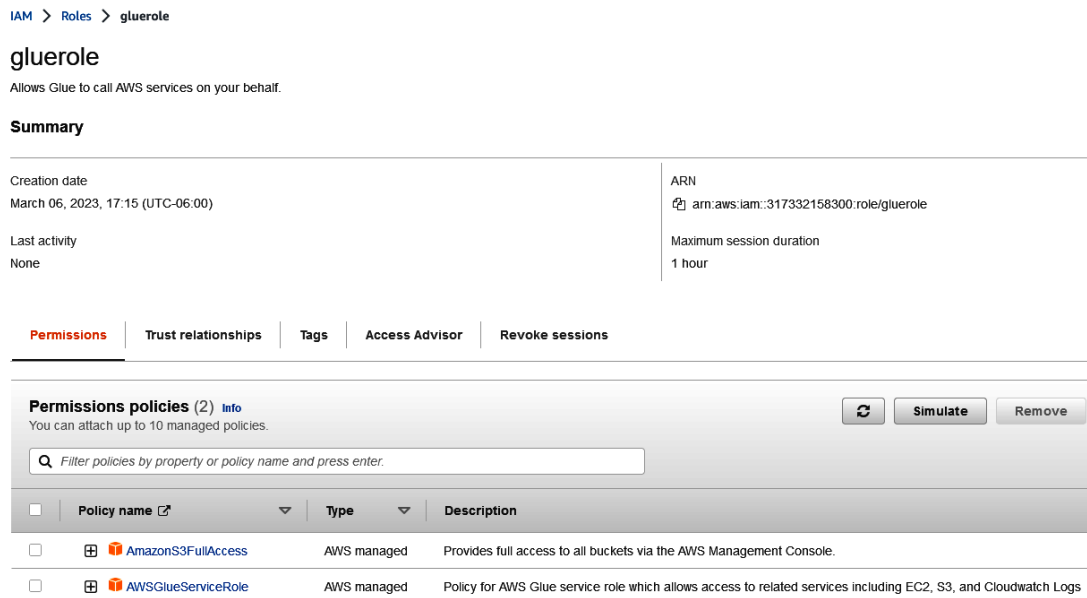 IAM > Roles > gluerole
gluerole
Allows Glue to call AWS services on your behalf.
Summary
Creation date
March 06, 2023, 17:15 (UTC-06:00)
ARN
arn:aws:iam::317332158300:role/gluerole
Last activity
None
Maximum session duration
1 hour
Permissions Trust relationships Tags Access Advisor Revoke sessions
Permissions policies (2) Info
You can attach up to 10 managed policies.
Simulate Remove
Filter policies by property or policy name and press enter.
Policy name Type Description
AmazonS3FullAccess AWS managed Provides full access to all buckets via the AWS Management Console.
AWSGlueServiceRole AWS managed Policy for AWS Glue service role which allows access to related services including EC2, S3, and Cloudwatch Logs